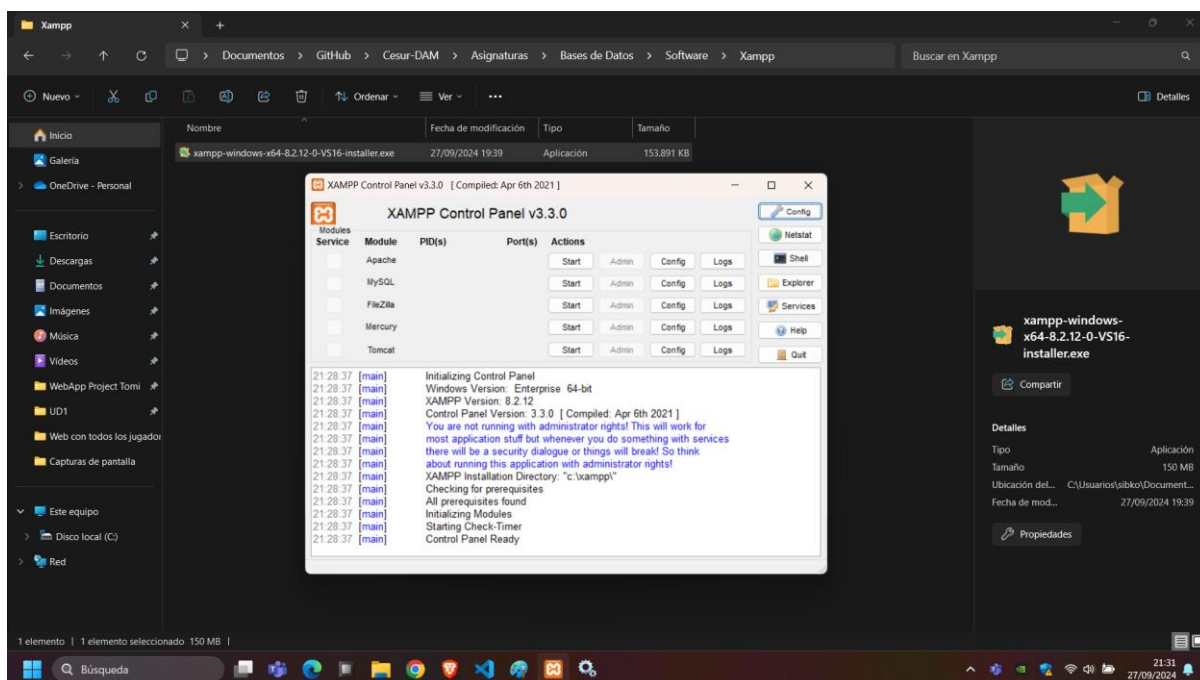 Xampp
Documentos > GitHub > Cesur-DAM > Asignaturas > Bases de Datos > Software > Xampp
Buscar en Xampp
Nuevo
Ordenar
Ver
Detalles
Inicio
Galería
OneDrive - Personal
Escritorio
Descargas
Documentos
Imágenes
Música
Vídeos
WebApp Project Tomi
UD1
Web con todos los jugador
Capturas de pantalla
Este equipo
Disco local (C:)
Red
Nombre Fecha de modificación Tipo Tamaño
xampp-windows-x64-8.2.12-0-VS16-installer.exe 27/09/2024 19:39 Aplicación 153.891 KB
XAMPP Control Panel v3.3.0 [ Compiled: Apr 6th 2021 ]
XAMPP Control Panel v3.3.0
Modules
Service Module PID(s) Port(s) Actions
Apache Start Admin Config Logs
MySQL Start Admin Config Logs
FileZilla Start Admin Config Logs
Mercury Start Admin Config Logs
Tomcat Start Admin Config Logs
Config
Netstat
Shell
Explorer
Services
Help
Quit
21:28:37 [main] Initializing Control Panel
21:28:37 [main] Windows Version: Enterprise 64-bit
21:28:37 [main] XAMPP Version: 8.2.12
21:28:37 [main] Control Panel Version: 3.3.0 [ Compiled: Apr 6th 2021 ]
21:28:37 [main] You are not running with administrator rights! This will work for
21:28:37 [main] most application stuff but whenever you do something with services
21:28:37 [main] there will be a security dialogue or things will break! So think
21:28:37 [main] about running this application with administrator rights!
21:28:37 [main] XAMPP Installation Directory: "c:\xampp\"
21:28:37 [main] Checking for prerequisites
21:28:37 [main] All prerequisites found
21:28:37 [main] Initializing Modules
21:28:37 [main] Starting Check-Timer
21:28:37 [main] Control Panel Ready
xampp-windows-
x64-8.2.12-0-VS16-
installer.exe
Compartir
Detalles
Tipo Aplicación
Tamaño 150 MB
Ubicación del... C:\Usuarios\sibko\Document...
Fecha de mod... 27/09/2024 19:39
Propiedades
1 elemento | 1 elemento seleccionado 150 MB |
Búsqueda
21:31
27/09/2024